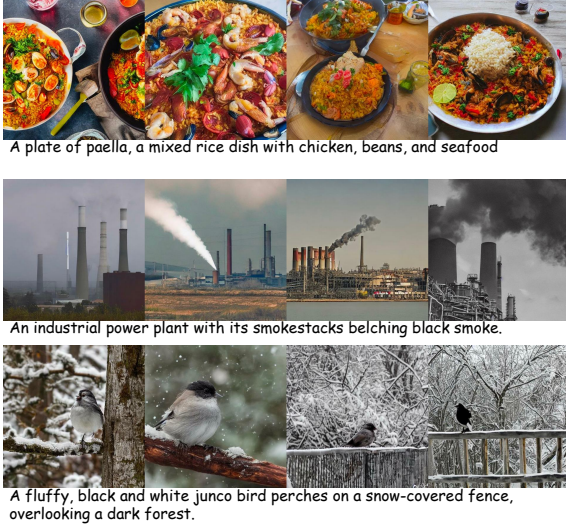 A plate of paella, a mixed rice dish with chicken, beans, and seafood
An industrial power plant with its smokestacks belching black smoke.
A fluffy, black and white junco bird perches on a snow-covered fence,
overlooking a dark forest.